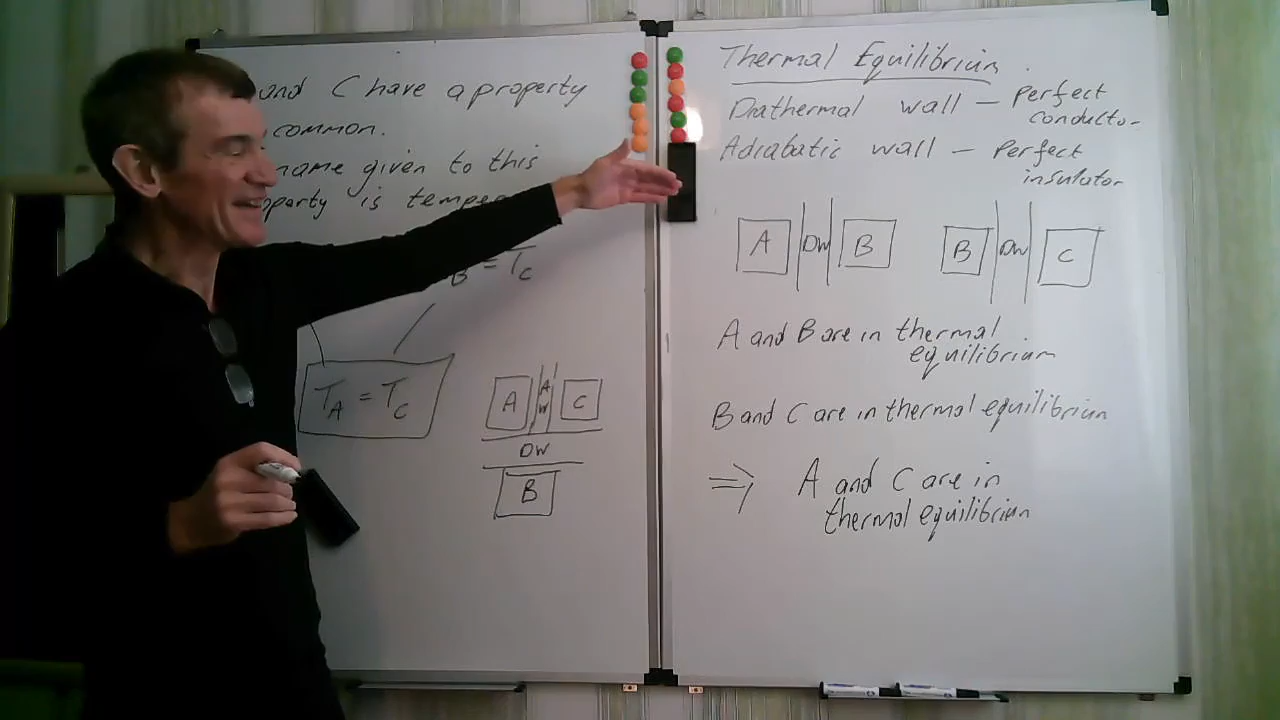 and C have a property
common.
name given to this
is
B = TC
TA = TC
A AW C
DW
B
Thermal Equilibrium
Diathermal wall – perfect
conductor
Adiabatic wall – perfect
insulator
A DW B B DW C
A and B are in thermal
equilibrium
B and C are in thermal equilibrium
⇒ A and C are in
thermal equilibrium